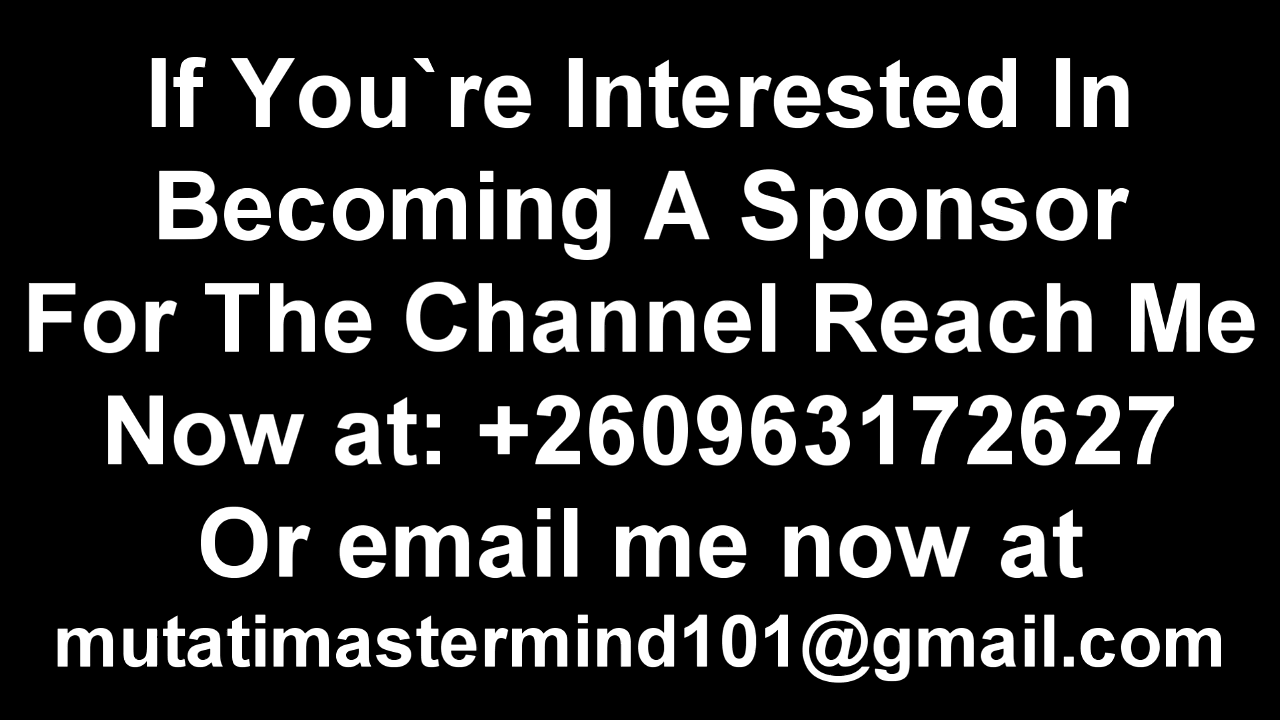 If You`re Interested In
Becoming A Sponsor
For The Channel Reach Me
Now at: +260963172627
Or email me now at
mutatimastermind101@gmail.com